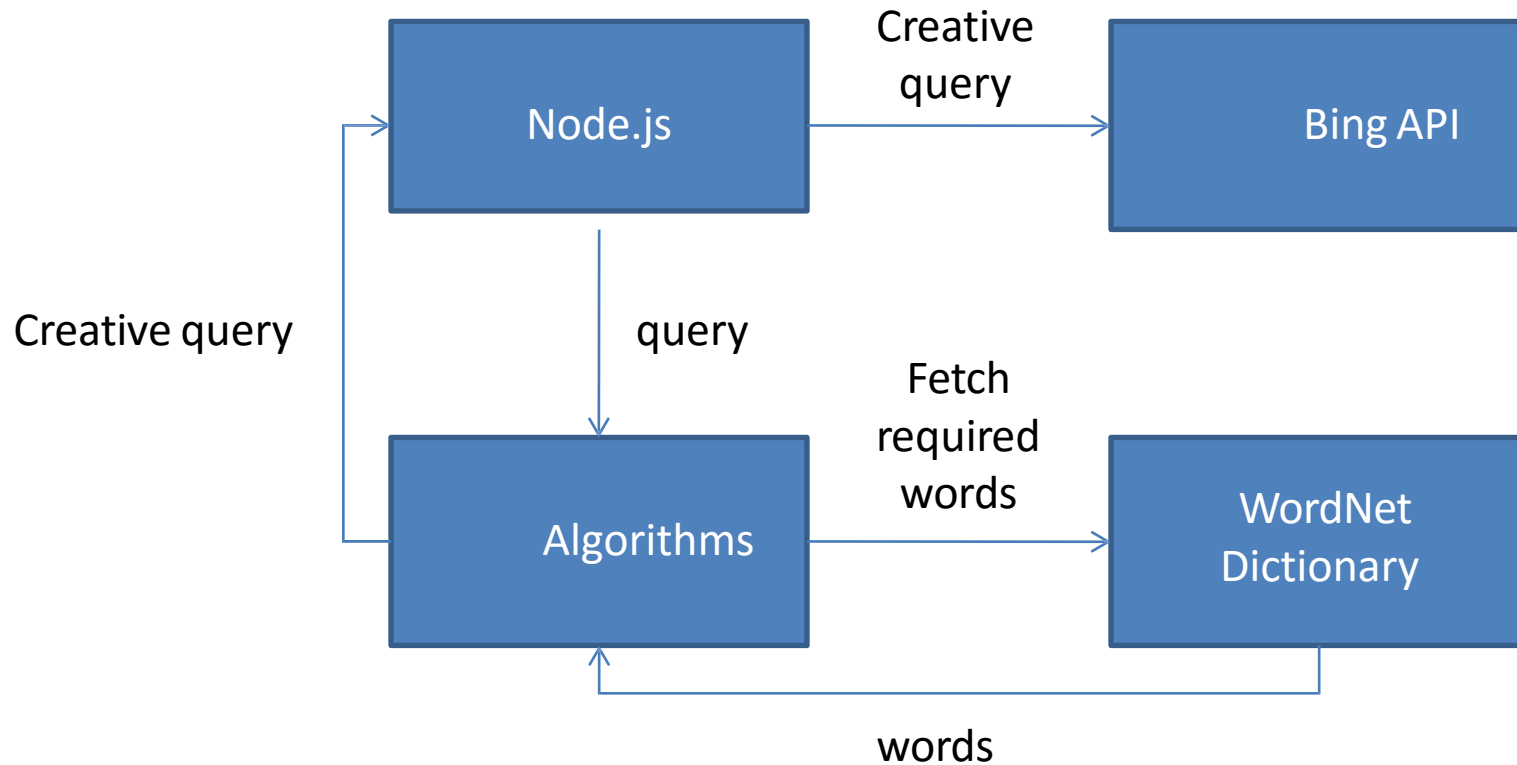 Creative
query
Node.js
Bing API
Creative query
query
Fetch
required
words
Algorithms
WordNet
Dictionary
words